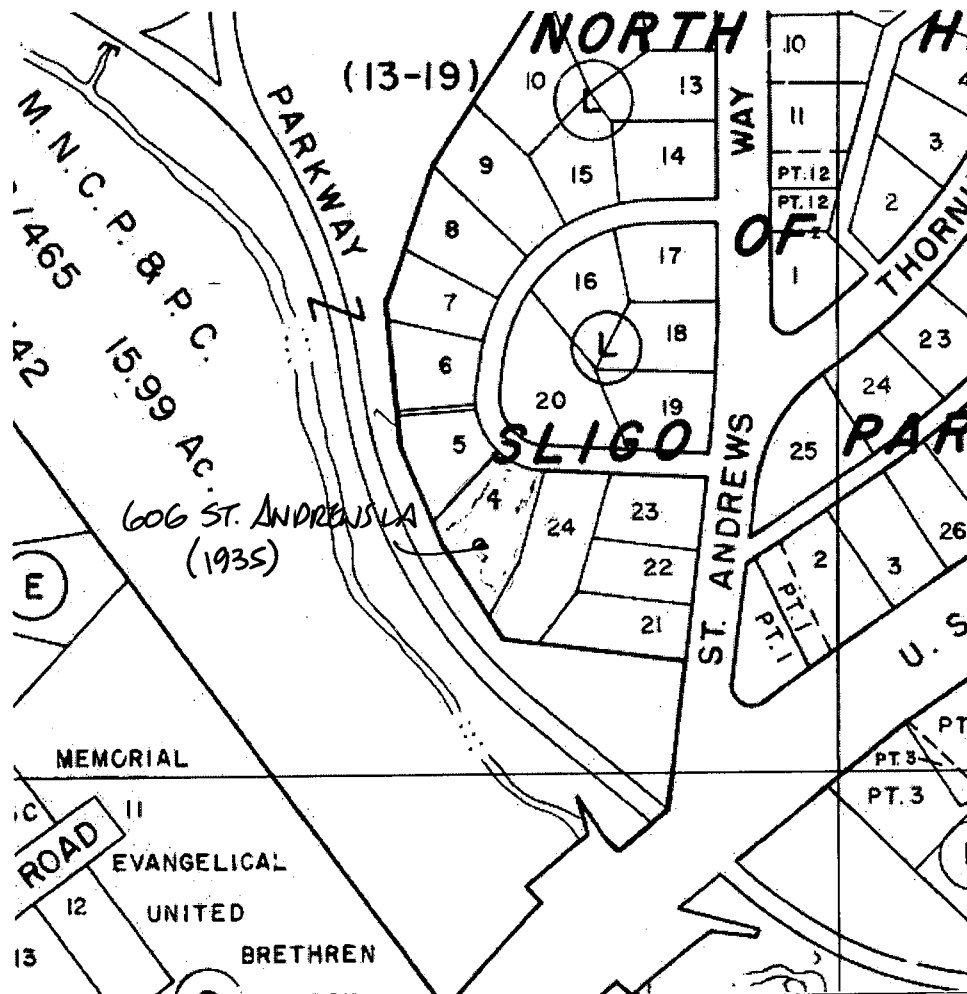 NORTH H
(13-19)
10
L
13
10
4
PARKWAY
WAY
11
3
9
15
14
PT.12
PT.12
2
M. N. C. P. & P. C.
1465
8
OF
THORN
16
17
1
7
Z
42
15.99 Ac.
6
L
18
23
20
19
24
5
SLIGO PAR
25
4
606 ST. ANDREWS LA
(1935)
24
23
ST. ANDREWS
2
3
26
E
22
PT.1
PT.1
21
U. S
MEMORIAL
PT
PT.3
PT.3
C
11
ROAD
EVANGELICAL
12
UNITED
13
BRETHREN